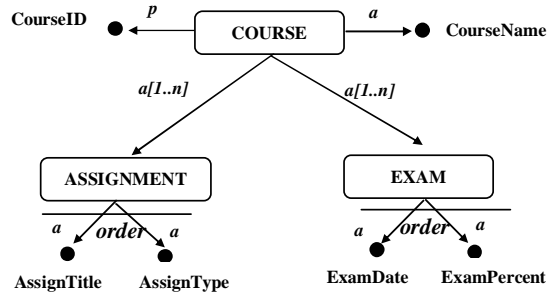 CourseID
p
COURSE
a
CourseName
a[1..n]
a[1..n]
ASSIGNMENT
EXAM
a order a
a order a
AssignTitle
AssignType
ExamDate
ExamPercent